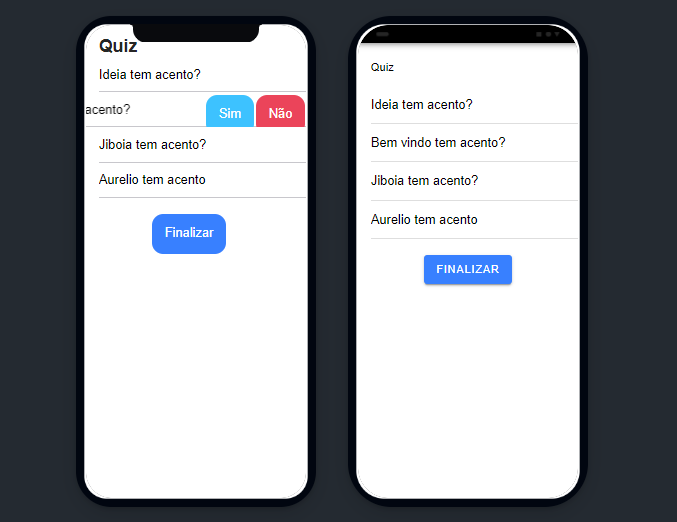 Quiz
Ideia tem acento?
acento?
Sim
Não
Jiboia tem acento?
Aurelio tem acento
Finalizar
Quiz
Ideia tem acento?
Bem vindo tem acento?
Jiboia tem acento?
Aurelio tem acento
FINALIZAR